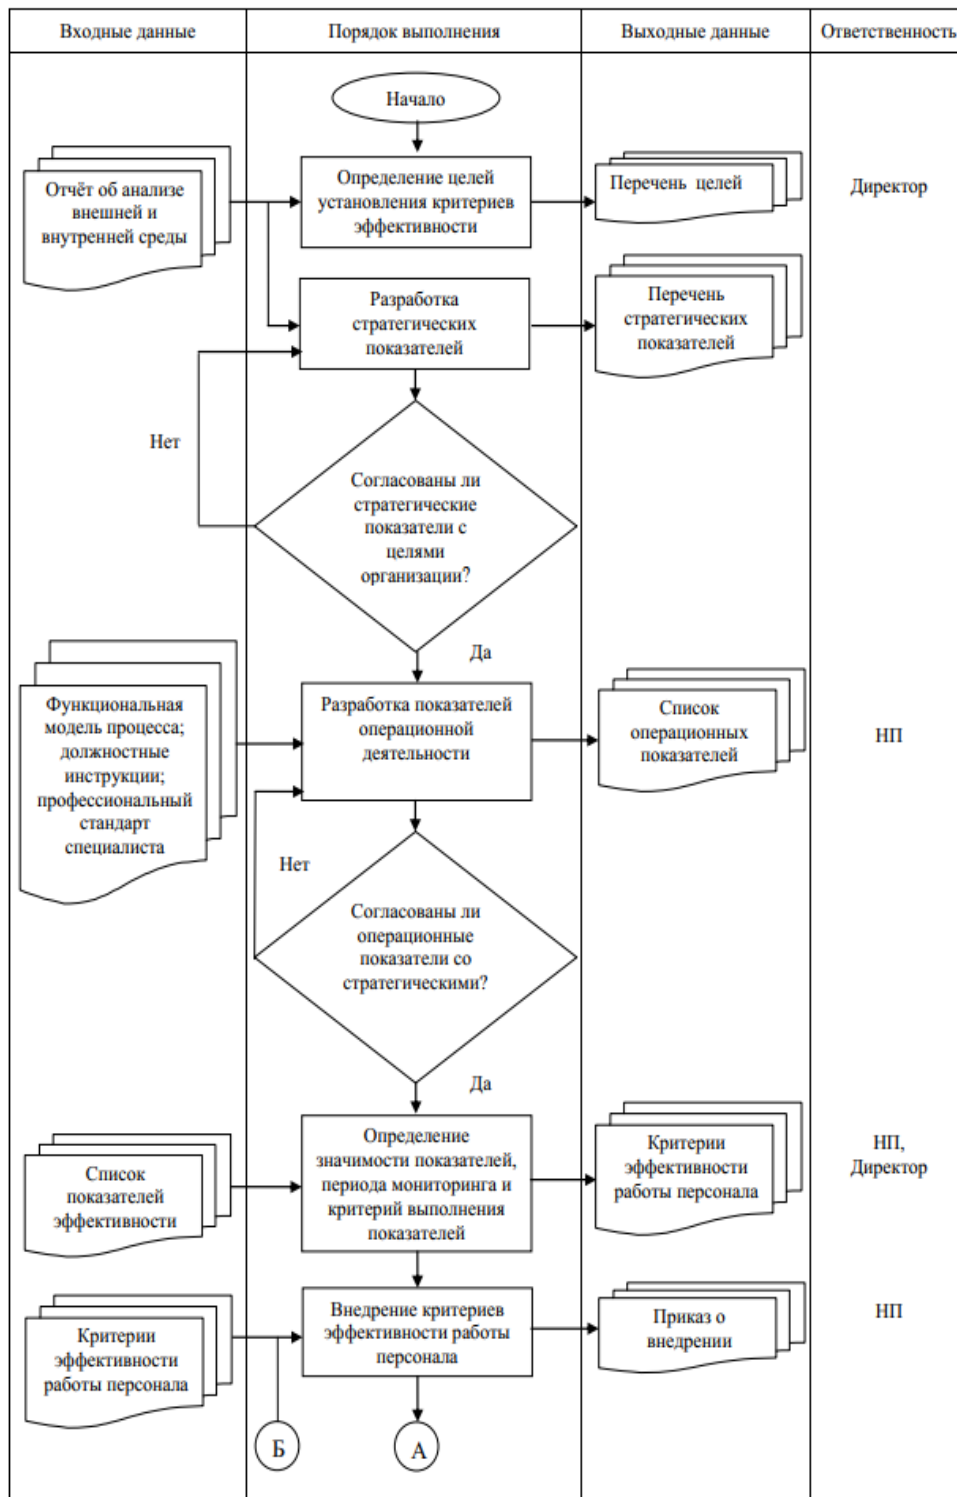 Входные данные
Порядок выполнения
Выходные данные
Ответственность
Начало
Отчёт об анализе
внешней и
внутренней среды
Определение целей
установления критериев
эффективности
Перечень целей
Директор
Разработка
стратегических
показателей
Перечень
стратегических
показателей
Нет
Согласованы ли
стратегические
показатели с
целями
организации?
Да
Функциональная
модель процесса;
должностные
инструкции;
профессиональный
стандарт
специалиста
Разработка показателей
операционной
деятельности
Список
операционных
показателей
НП
Нет
Согласованы ли
операционные
показатели со
стратегическими?
Да
Список
показателей
эффективности
Определение
значимости показателей,
периода мониторинга и
критерий выполнения
показателей
Критерии
эффективности
работы персонала
НП,
Директор
Критерии
эффективности
работы персонала
Внедрение критериев
эффективности работы
персонала
Приказ о
внедрении
НП
Б
А